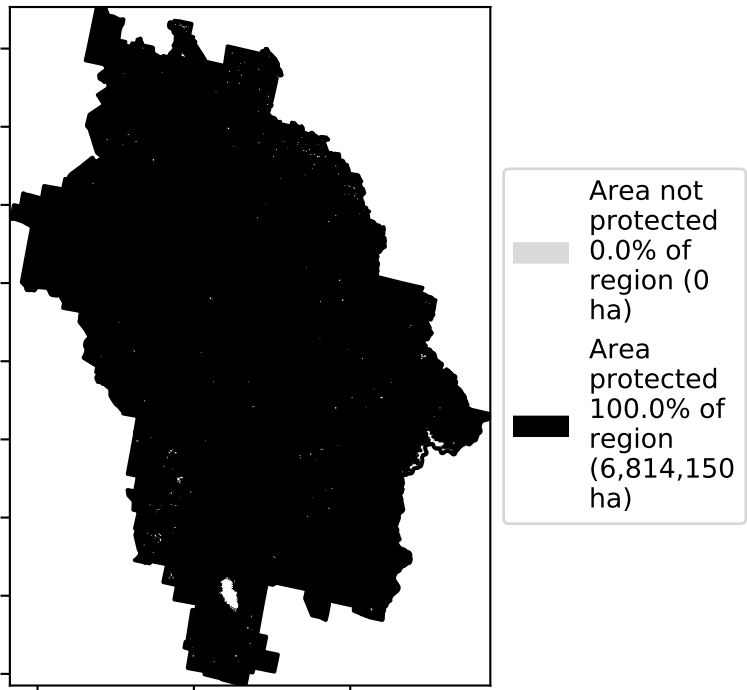 Area not
protected
0.0% of
region (0
ha)
Area
protected
100.0% of
region
(6,814,150
ha)